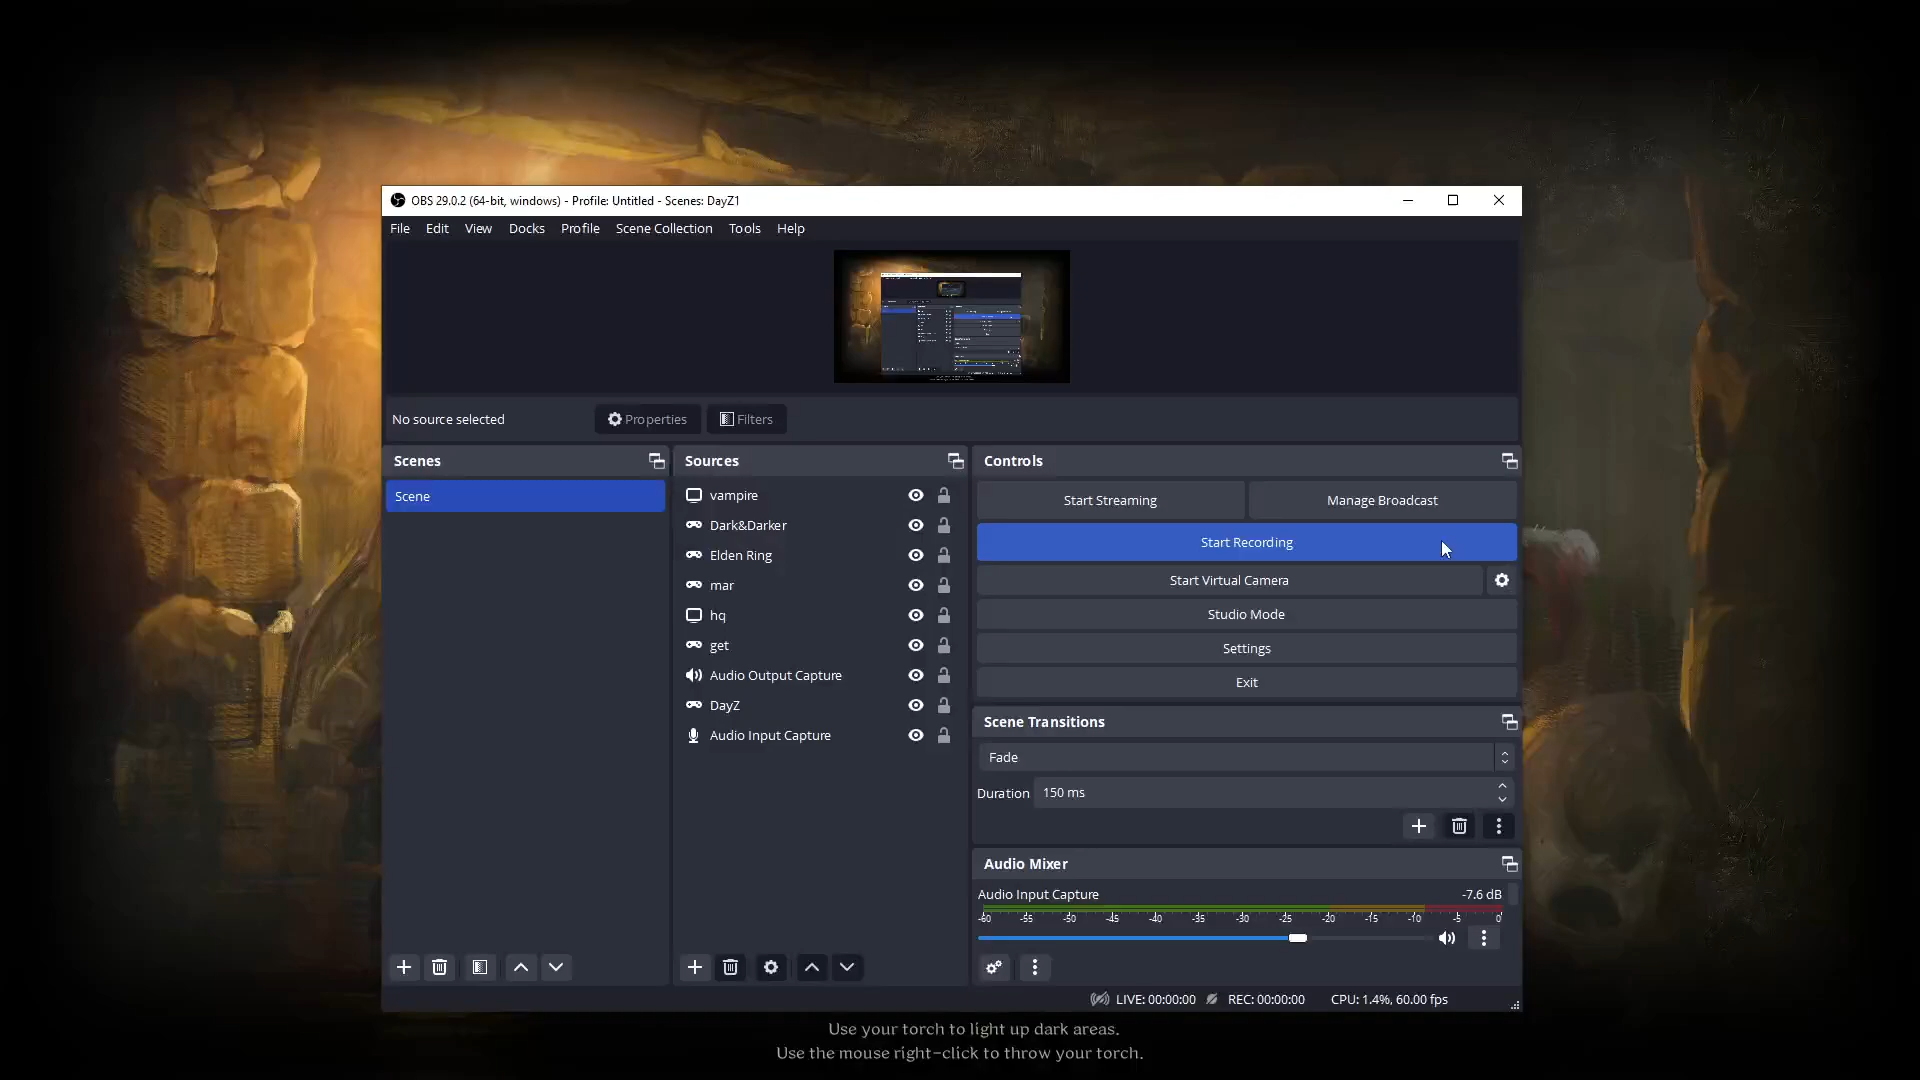 OBS 29.0.2 (64-bit, windows) - Profile: Untitled - Scenes: DayZ1
File Edit View Docks Profile Scene Collection Tools Help
No source selected Properties Filters
Scenes
Scene
Sources
vampire
Dark&Darker
Elden Ring
mar
hq
get
Audio Output Capture
DayZ
Audio Input Capture
Controls
Start Streaming Manage Broadcast
Start Recording
Start Virtual Camera
Studio Mode
Settings
Exit
Scene Transitions
Fade
Duration 150 ms
Audio Mixer
Audio Input Capture -7.6 dB
-60 -55 -50 -45 -40 -35 -30 -25 -20 -15 -10 -5 0
LIVE: 00:00:00 REC: 00:00:00 CPU: 1.4%, 60.00 fps
Use your torch to light up dark areas.
Use the mouse right-click to throw your torch.